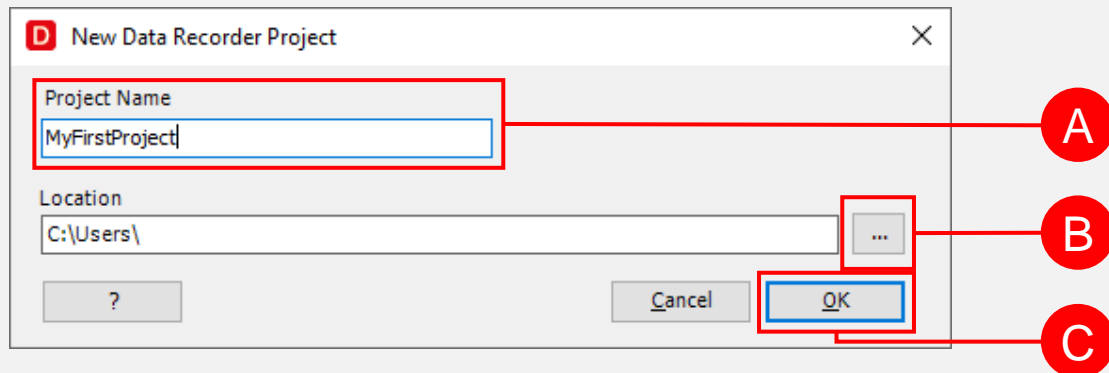 D New Data Recorder Project
Project Name
A
MyFirstProject
Location
C:\Users\
...
B
?
Cancel
OK
C